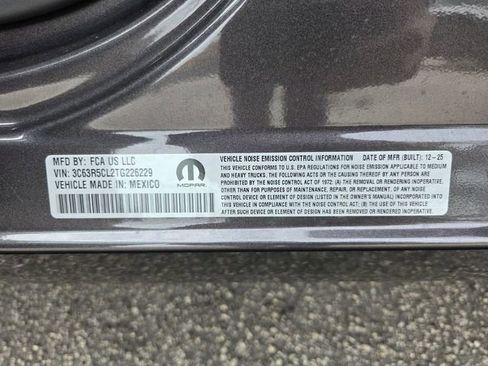 MFD BY: FCA US LLC
VIN: 3C63R5CL2TG226229
VEHICLE MADE IN: MEXICO
MOPAR
VEHICLE NOISE EMISSION CONTROL INFORMATION DATE OF MFR (BUILT): 12-25
THIS VEHICLE CONFORMS TO U.S. EPA REGULATIONS FOR NOISE EMISSION APPLICABLE TO MEDIUM
AND HEAVY TRUCKS. THE FOLLOWING ACTS OR THE CAUSING THEREOF BY ANY PERSON
ARE PROHIBITED BY THE NOISE CONTROL ACT OF 1972: (A) THE REMOVAL OR RENDERING INOPERATIVE,
OTHER THAN FOR PURPOSES OF MAINTENANCE, REPAIR, OR REPLACEMENT, OF ANY NOISE CONTROL
DEVICE OR ELEMENT OF DESIGN (LISTED IN THE OWNER'S MANUAL) INCORPORATED INTO THIS VEHICLE IN
COMPLIANCE WITH THE NOISE CONTROL ACT; (B) THE USE OF THIS VEHICLE AFTER SUCH DEVICE OR
ELEMENT OF DESIGN HAS BEEN REMOVED OR RENDERED INOPERATIVE.